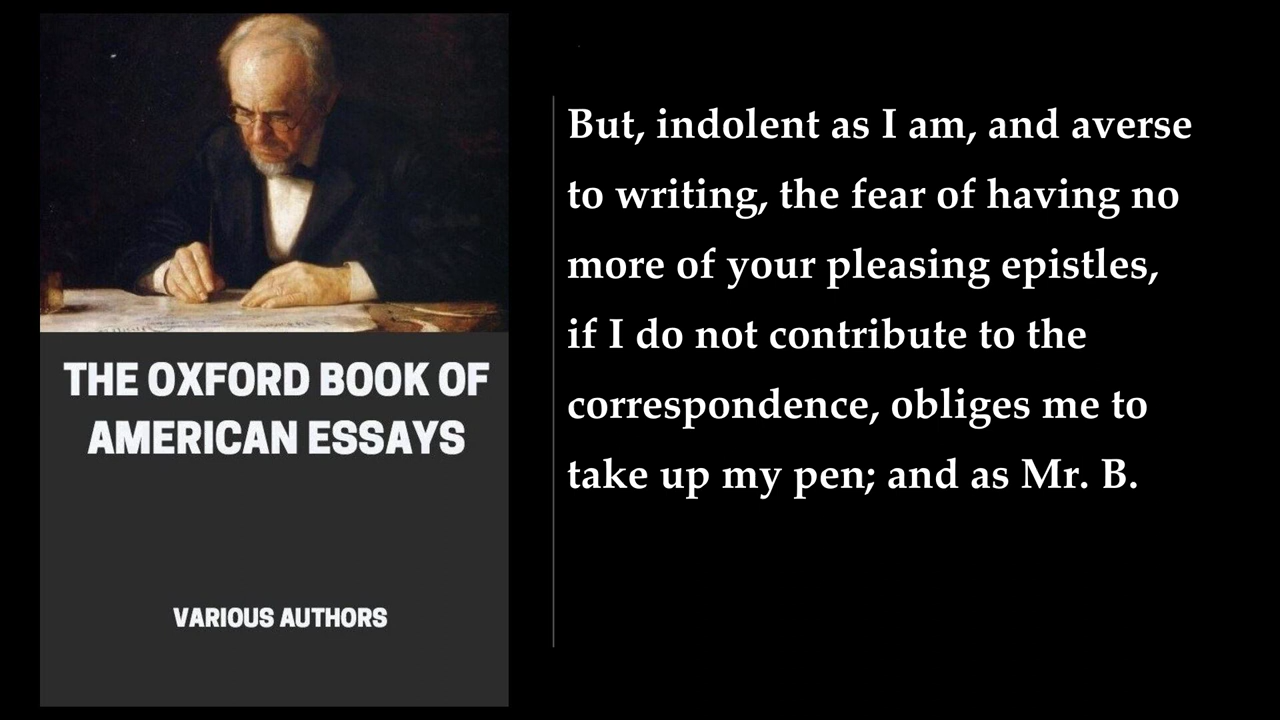 THE OXFORD BOOK OF
AMERICAN ESSAYS
VARIOUS AUTHORS
But, indolent as I am, and averse
to writing, the fear of having no
more of your pleasing epistles,
if I do not contribute to the
correspondence, obliges me to
take up my pen; and as Mr. B.